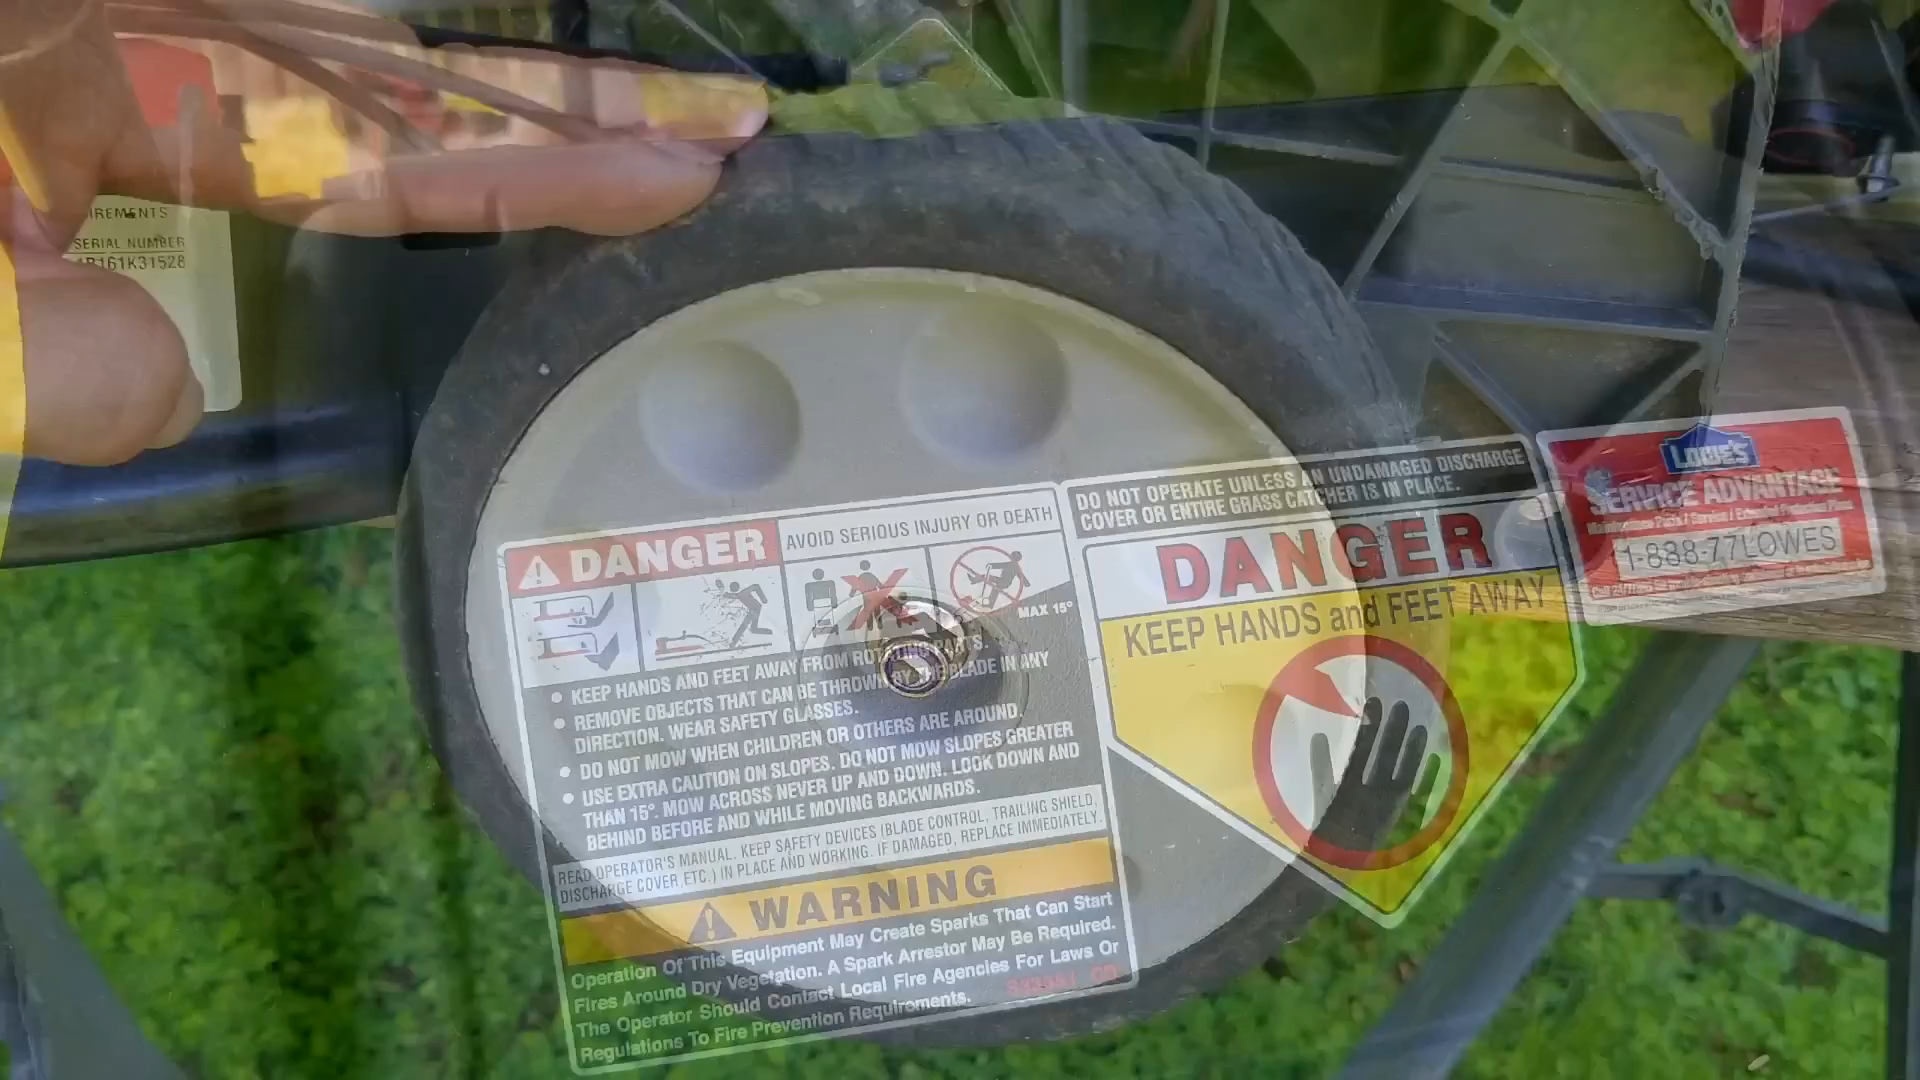 IREMENTS
SERIAL NUMBER
1B161K31528
DANGER
AVOID SERIOUS INJURY OR DEATH
MAX 15°
• KEEP HANDS AND FEET AWAY FROM ROTATING PARTS.
• REMOVE OBJECTS THAT CAN BE THROWN BY THE BLADE IN ANY
DIRECTION. WEAR SAFETY GLASSES.
• DO NOT MOW WHEN CHILDREN OR OTHERS ARE AROUND.
• USE EXTRA CAUTION ON SLOPES. DO NOT MOW SLOPES GREATER
THAN 15°. MOW ACROSS NEVER UP AND DOWN. LOOK DOWN AND
BEHIND BEFORE AND WHILE MOVING BACKWARDS.
READ OPERATOR'S MANUAL. KEEP SAFETY DEVICES (BLADE CONTROL, TRAILING SHIELD,
DISCHARGE COVER, ETC.) IN PLACE AND WORKING. IF DAMAGED, REPLACE IMMEDIATELY.
WARNING
Operation Of This Equipment May Create Sparks That Can Start
Fires Around Dry Vegetation. A Spark Arrestor May Be Required.
The Operator Should Contact Local Fire Agencies For Laws Or
Regulations To Fire Prevention Requirements.
DO NOT OPERATE UNLESS AN UNDAMAGED DISCHARGE
COVER OR ENTIRE GRASS CATCHER IS IN PLACE.
DANGER
KEEP HANDS and FEET AWAY
LOWE'S
SERVICE ADVANTAGE
Maintenance Parts / Service / Extended Protection Plans
1-888-77LOWES